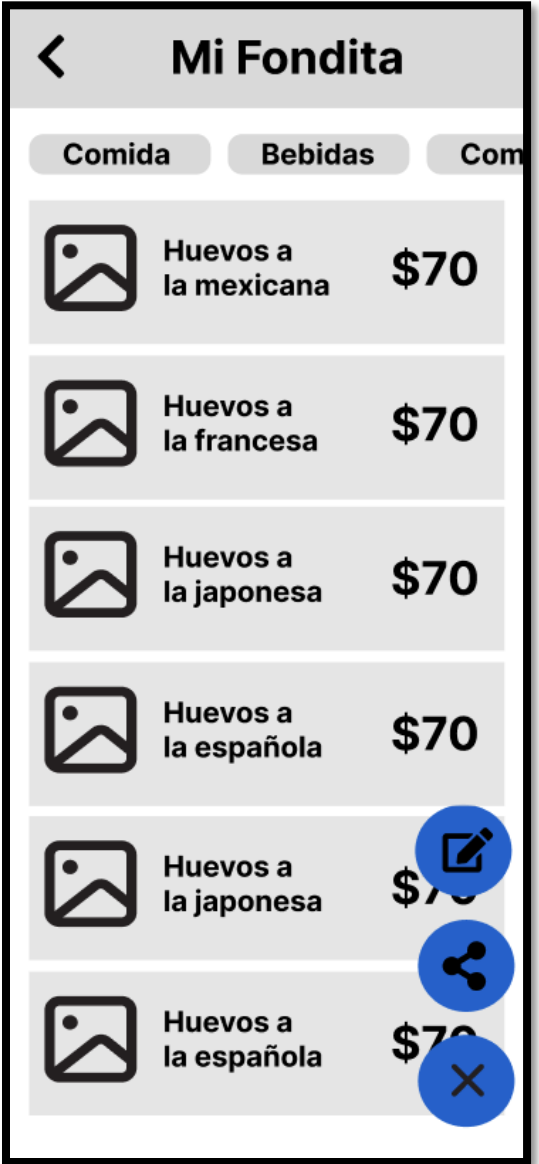 Mi Fondita
Comida Bebidas Com
Huevos a
la mexicana
$70
Huevos a
la francesa
$70
Huevos a
la japonesa
$70
Huevos a
la española
$70
Huevos a
la japonesa
Huevos a
la española